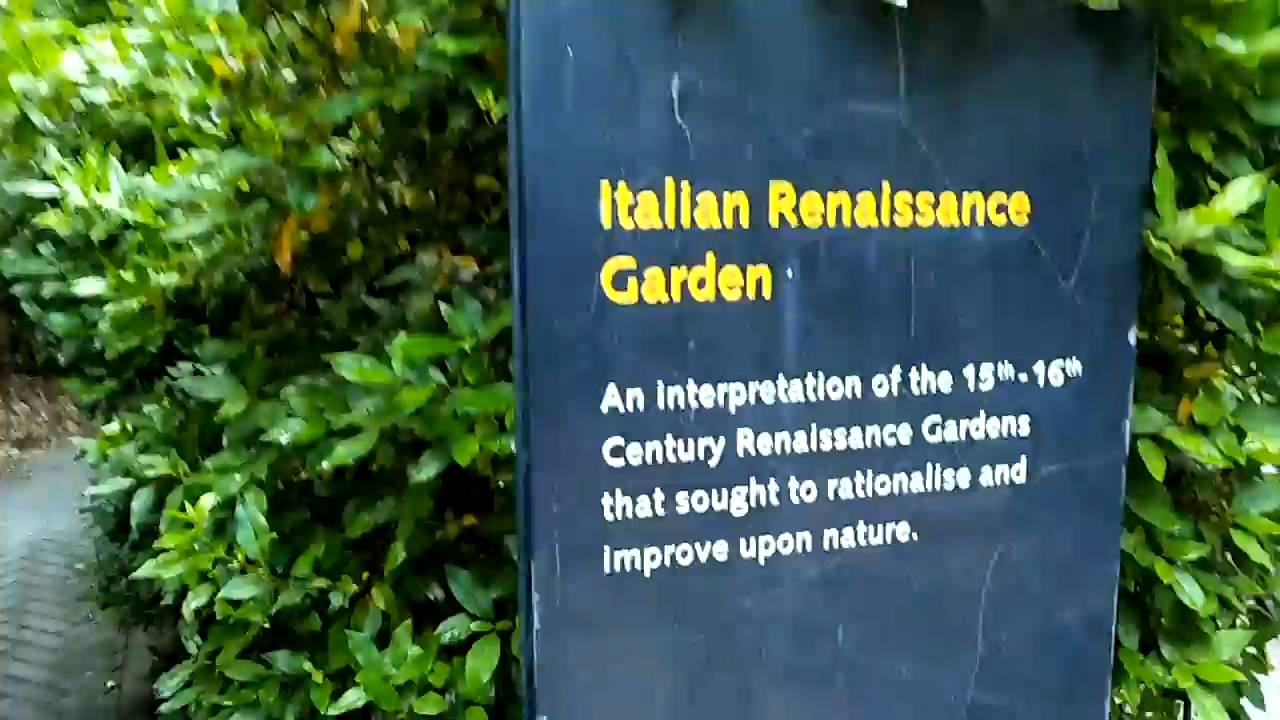 Italian Renaissance
Garden
An interpretation of the 15th-16th
Century Renaissance Gardens
that sought to rationalise and
improve upon nature.